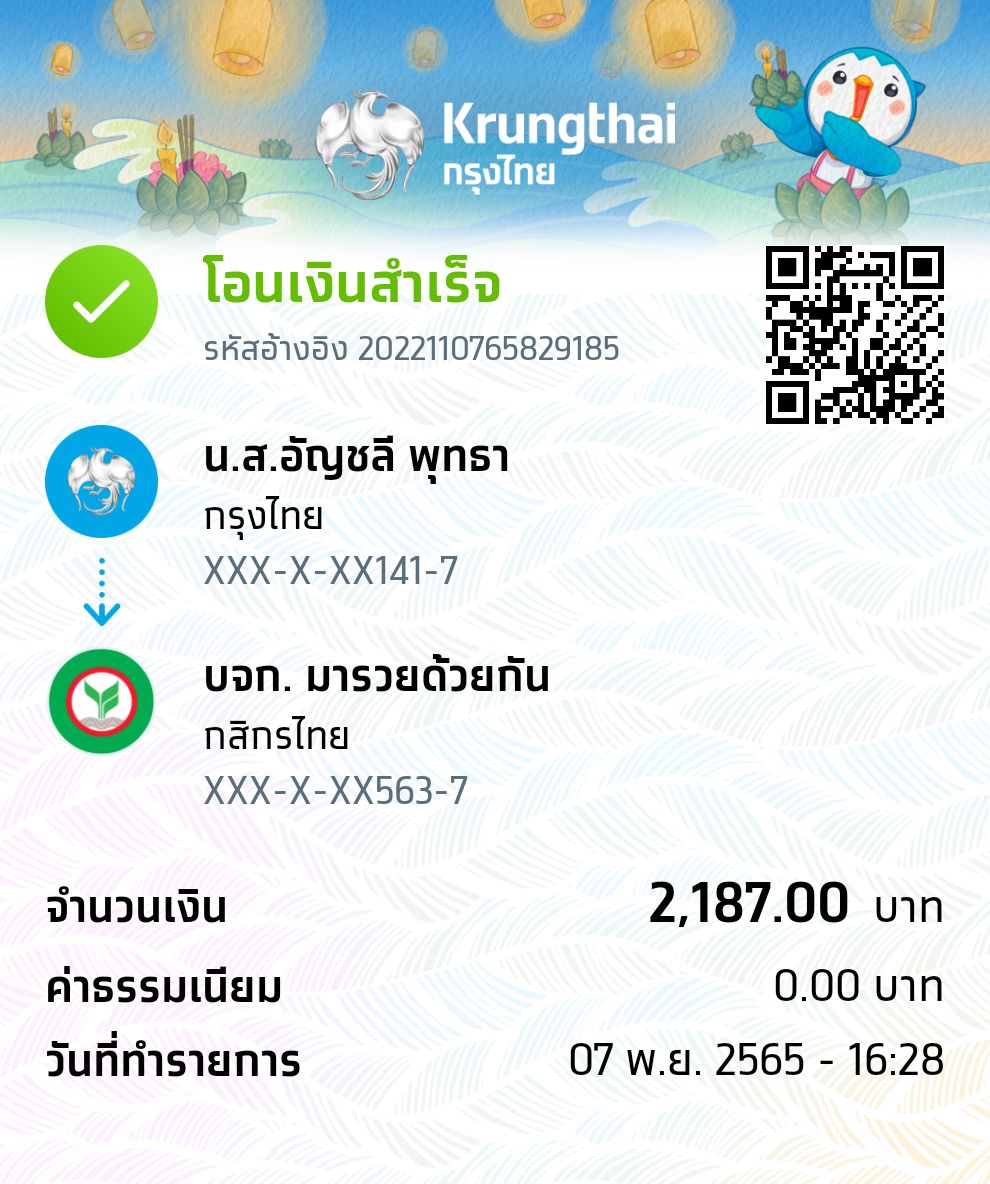 Krungthai
กรุงไทย
โอนเงินสำเร็จ
รหัสอ้างอิง 2022110765829185
น.ส.อัญชลี พุทธา
กรุงไทย
XXX-X-XX141-7
บจก. มารวยด้วยกัน
กสิกรไทย
XXX-X-XX563-7
จำนวนเงิน 2,187.00 บาท
ค่าธรรมเนียม 0.00 บาท
วันที่ทำรายการ 07 พ.ย. 2565 - 16:28